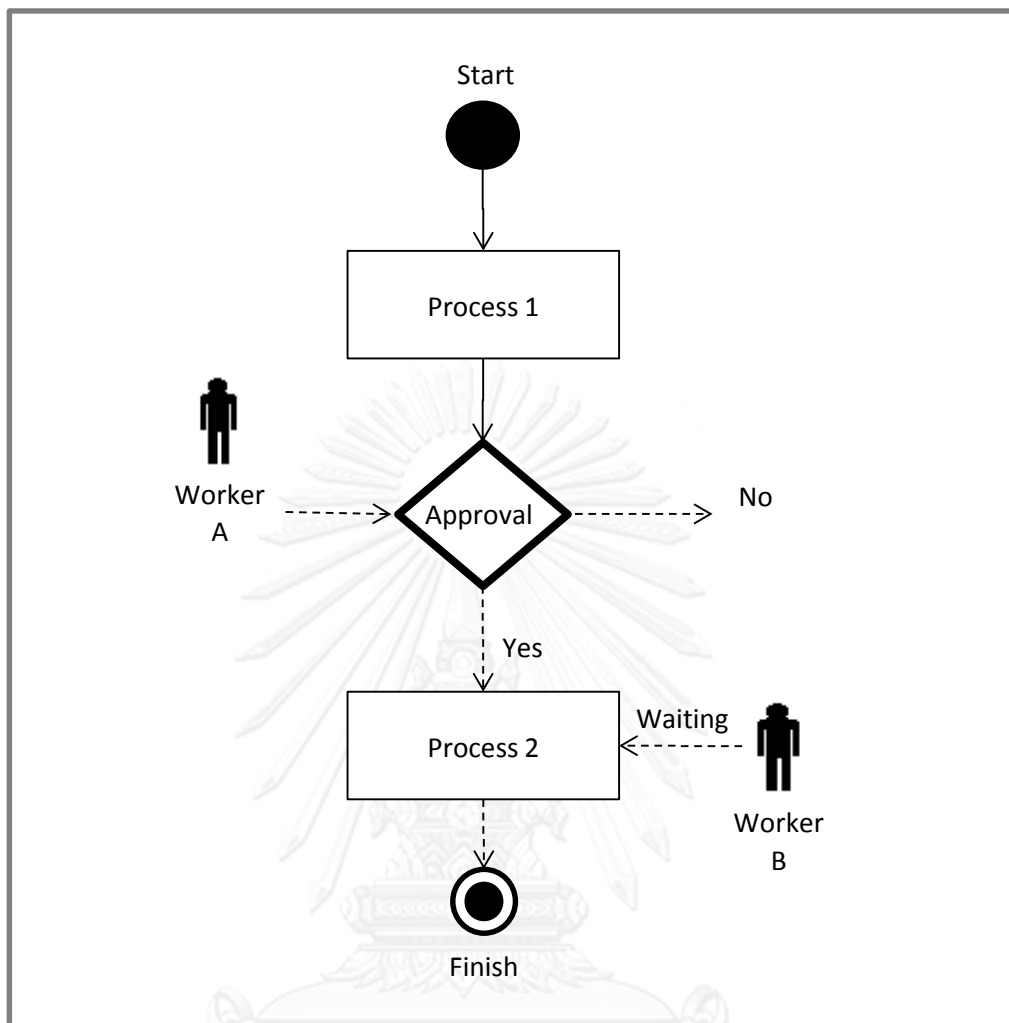 Start
Process 1
Worker
A
Approval
No
Yes
Process 2
Waiting
Worker
B
Finish